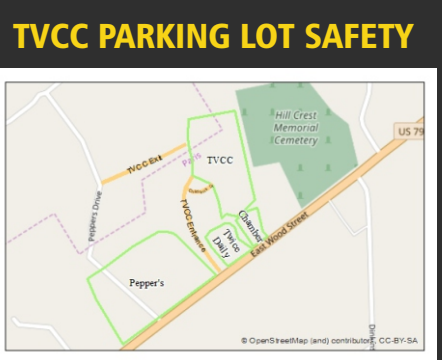 TVCC PARKING LOT SAFETY
Hill Crest
Memorial
Cemetery
US 79
TVCC Exit
Paris
TVCC
Peppers Drive
TVCC Entrance
Chamber
Twice
Daily
East Wood Street
Pepper's
© OpenStreetMap (and) contributors, CC-BY-SA